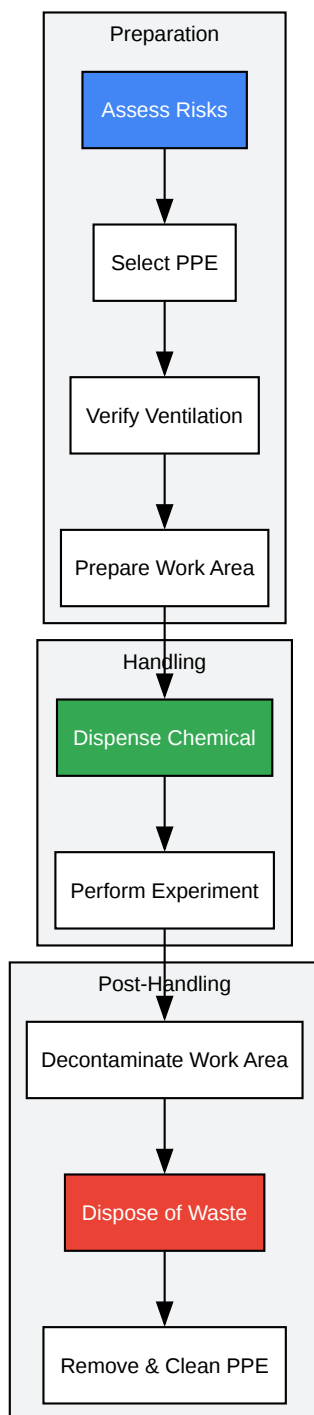 Preparation
Assess Risks
Select PPE
Verify Ventilation
Prepare Work Area
Handling
Dispense Chemical
Perform Experiment
Post-Handling
Decontaminate Work Area
Dispose of Waste
Remove & Clean PPE